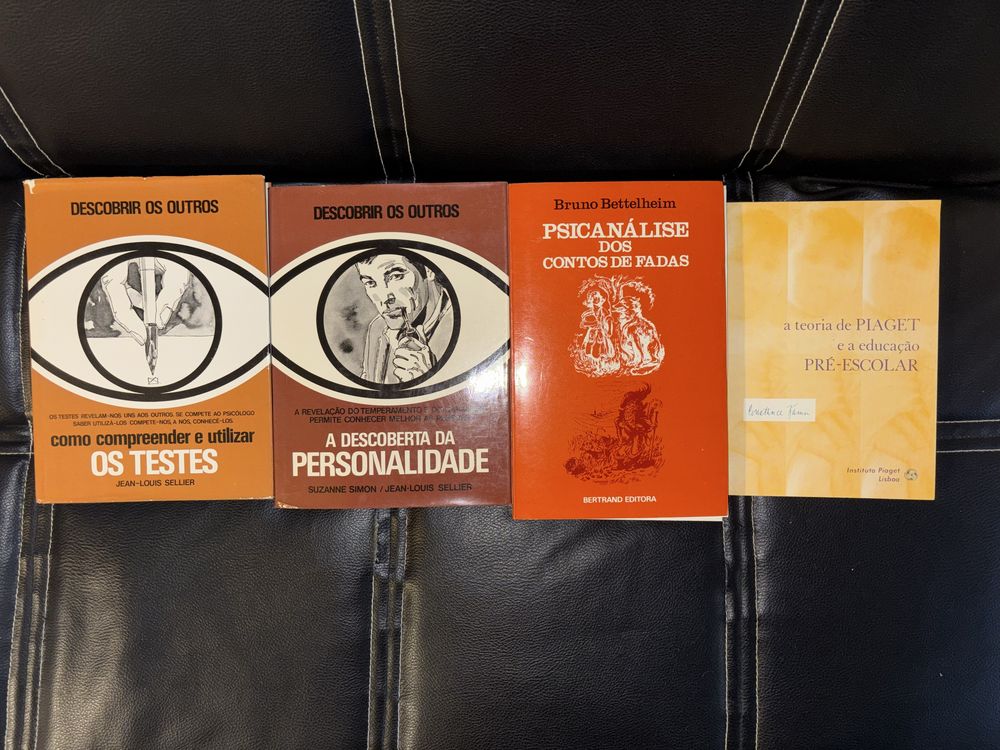 DESCOBRIR OS OUTROS
OS TESTES REVELAM-NOS UNS AOS OUTROS. SE COMPETE AO PSICÓLOGO
SABER UTILIZÁ-LOS COMPETE-NOS, A NÓS, CONHECÊ-LOS
como compreender e utilizar
OS TESTES
JEAN-LOUIS SELLIER
DESCOBRIR OS OUTROS
A REVELAÇÃO DO TEMPERAMENTO E DO
PERMITE CONHECER MELHOR AS
A DESCOBERTA DA
PERSONALIDADE
SUZANNE SIMON / JEAN-LOUIS SELLIER
Bruno Bettelheim
PSICANÁLISE
DOS
CONTOS DE FADAS
BERTRAND EDITORA
a teoria de PIAGET
e a educação
PRÉ-ESCOLAR
Constance
Instituto Piaget
Lisboa